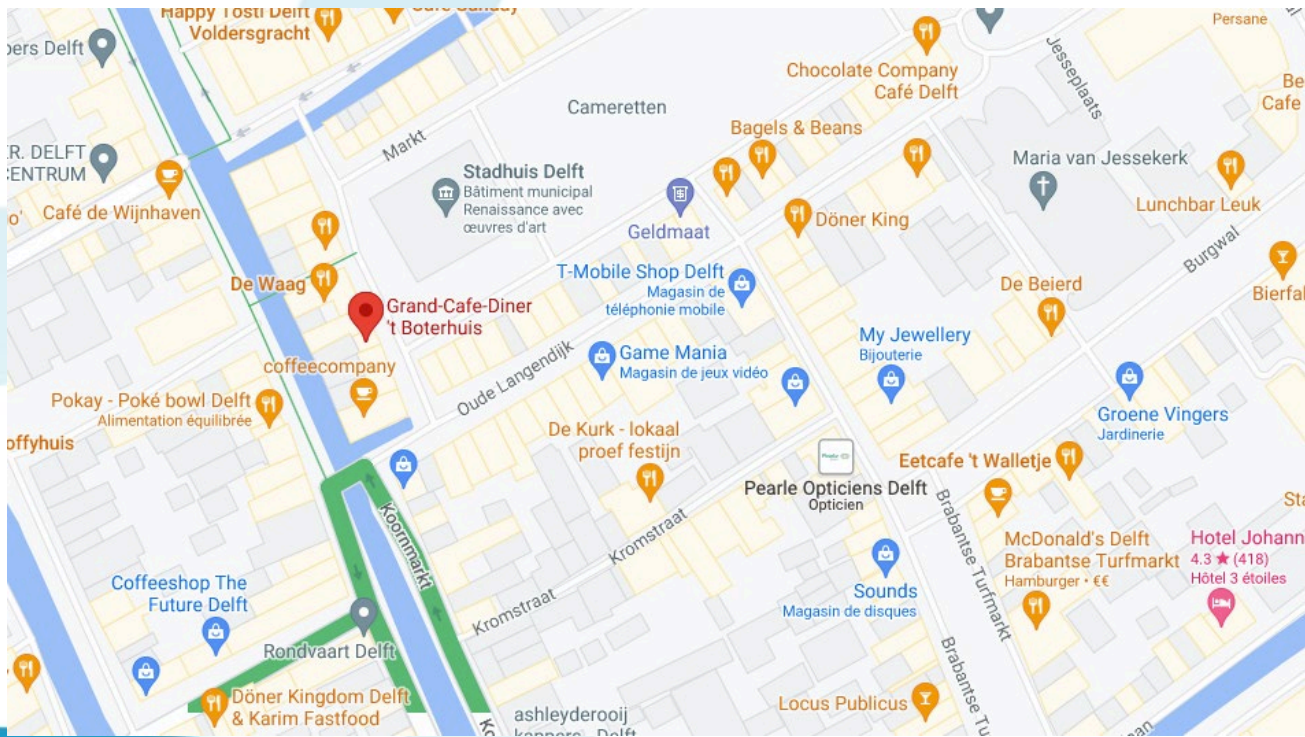 Happy Tosti Delft
Voldersgracht
Persane
pers Delft
Jesseplaats
Chocolate Company
Café Delft
Cameretten
Be
Cafe
Bagels & Beans
Markt
R. DELFT
CENTRUM
Stadhuis Delft
Bâtiment municipal
Renaissance avec
œuvres d'art
Maria van Jessekerk
Lunchbar Leuk
Café de Wijnhaven
o'
Döner King
Geldmaat
Burgwal
T-Mobile Shop Delft
Magasin de
téléphonie mobile
De Waag
De Beierd
Bierfal
Grand-Cafe-Diner
't Boterhuis
My Jewellery
Bijouterie
Game Mania
Magasin de jeux vidéo
coffeecompany
Oude Langendijk
Pokay - Poké bowl Delft
Alimentation équilibrée
Groene Vingers
Jardinerie
offyhuis
De Kurk - lokaal
proef festijn
Eetcafe 't Walletje
Pearle Opticiens Delft
Opticien
Brabantse Turfmarkt
Sta
Koornmarkt
Kromstraat
McDonald's Delft
Brabantse Turfmarkt
Hamburger • €€
Hotel Johann
4.3 ★ (418)
Hôtel 3 étoiles
Coffeeshop The
Future Delft
Sounds
Magasin de disques
Kromstraat
Rondvaart Delft
Brabantse Tu
Döner Kingdom Delft
& Karim Fastfood
Locus Publicus
ashleyderooij
kappers Delft
Ko
aan